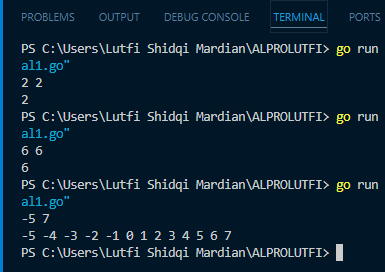 PROBLEMS OUTPUT DEBUG CONSOLE TERMINAL PORTS
PS C:\Users\Lutfi Shidqi Mardian\ALPROLUTFI> go run
al1.go"
2 2
2
PS C:\Users\Lutfi Shidqi Mardian\ALPROLUTFI> go run
al1.go"
6 6
6
PS C:\Users\Lutfi Shidqi Mardian\ALPROLUTFI> go run
al1.go"
-5 7
-5 -4 -3 -2 -1 0 1 2 3 4 5 6 7
PS C:\Users\Lutfi Shidqi Mardian\ALPROLUTFI>